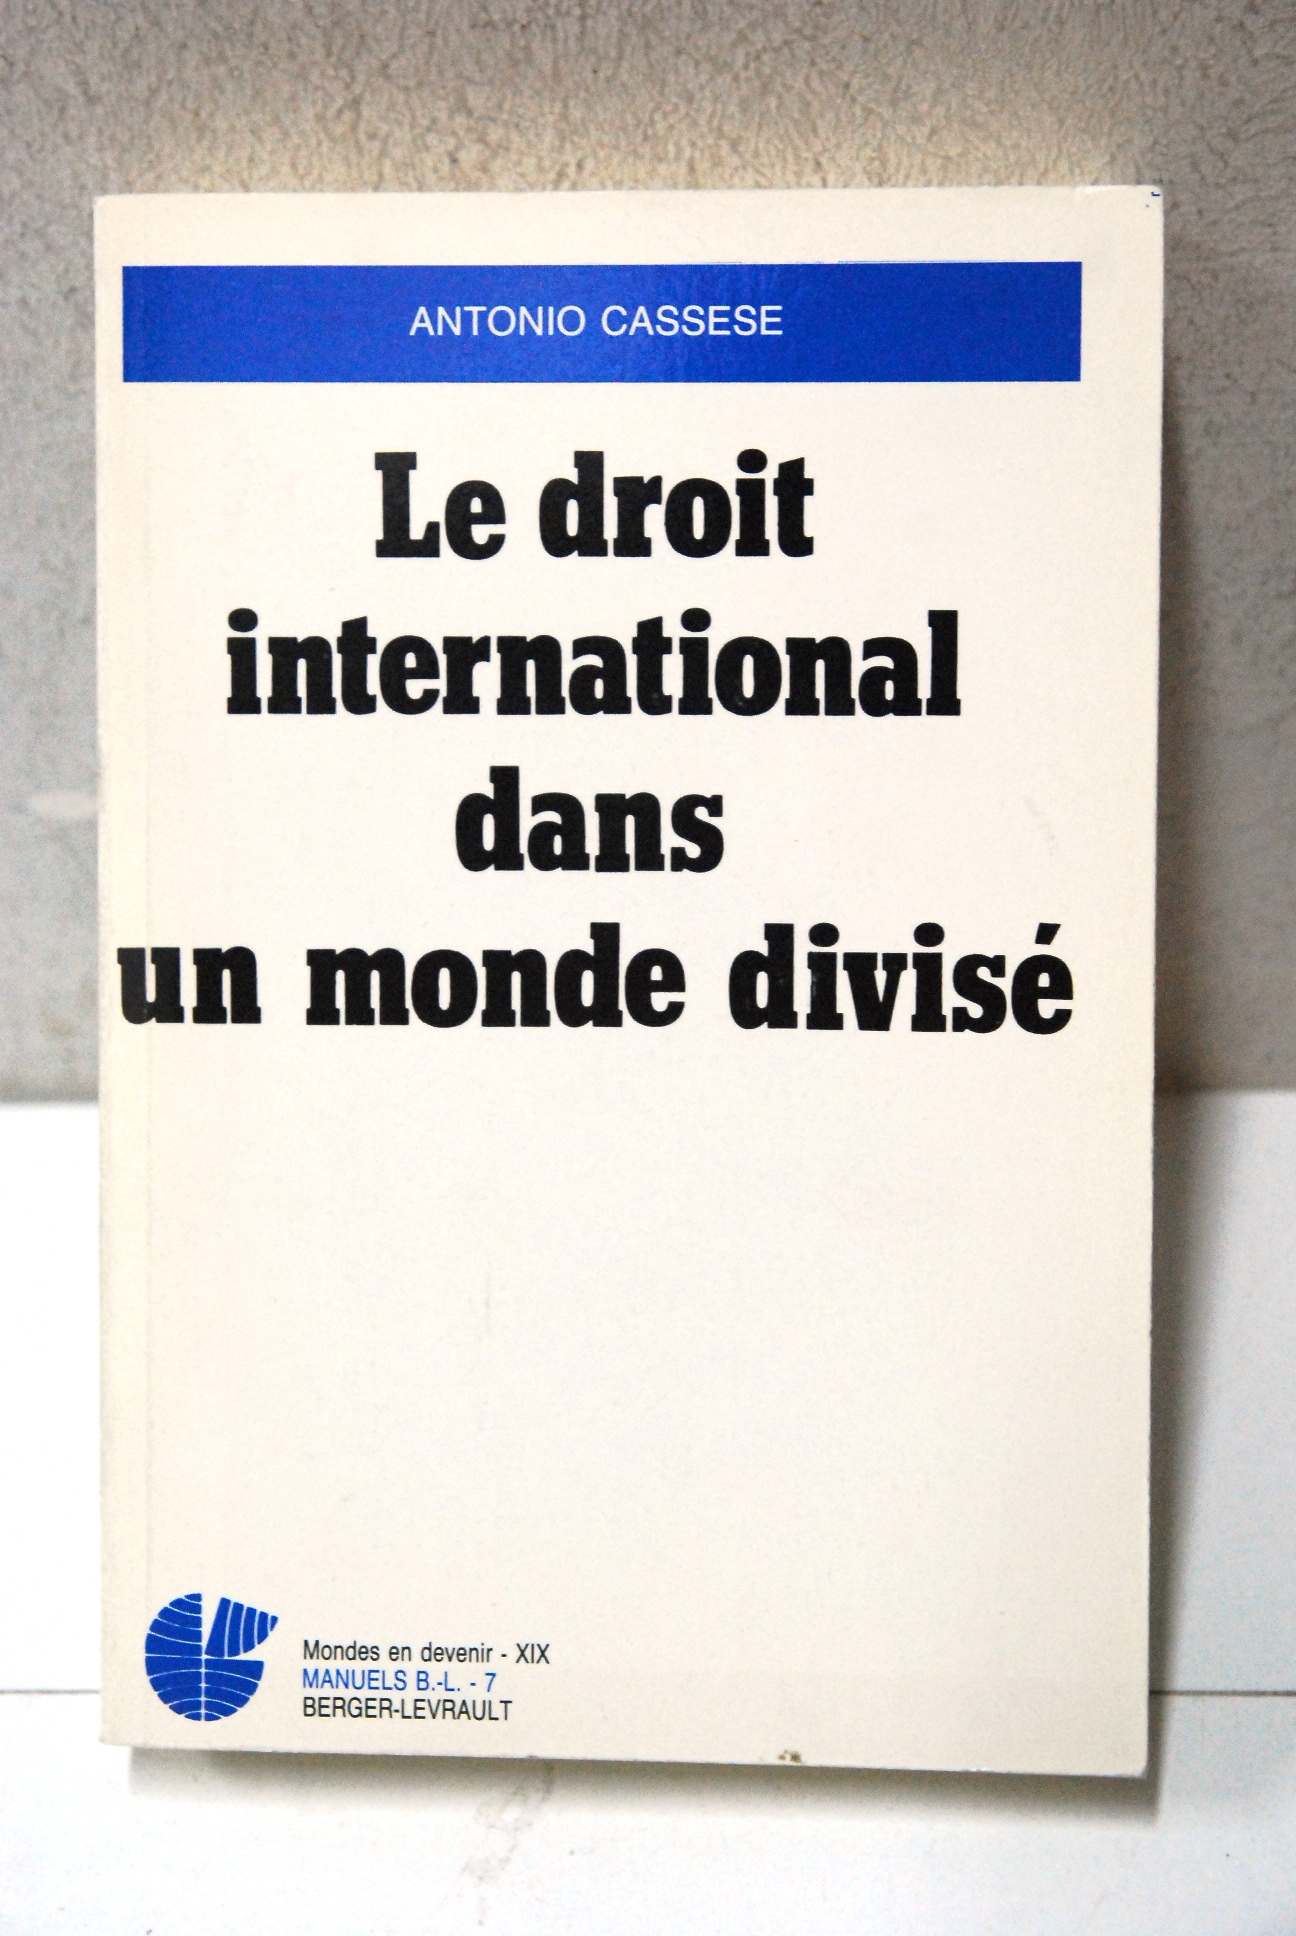 ANTONIO CASSESE
Le droit
international
dans
un monde divisé
Mondes en devenir - XIX
MANUELS B.-L. - 7
BERGER-LEVRAULT